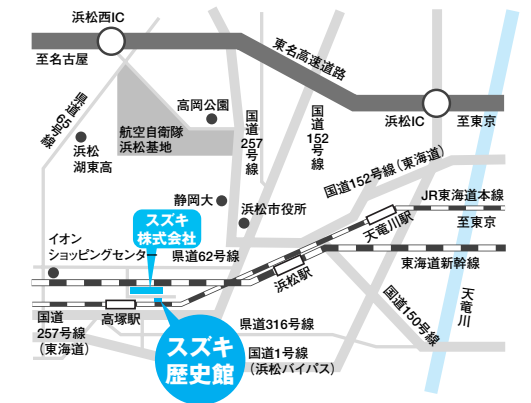 浜松西IC
至名古屋
東名高速道路
県道65号線
高岡公園
航空自衛隊
浜松基地
浜松
湖東高
国道257号線
国道152号線
浜松IC
至東京
国道152号線（東海道）
静岡大
浜松市役所
JR東海道本線
至東京
天竜川駅
スズキ
株式会社
イオン
ショッピングセンター
県道62号線
東海道新幹線
浜松駅
天竜川
国道150号線
国道
257号線
（東海道）
高塚駅
県道316号線
スズキ
歴史館
国道1号線
（浜松バイパス）